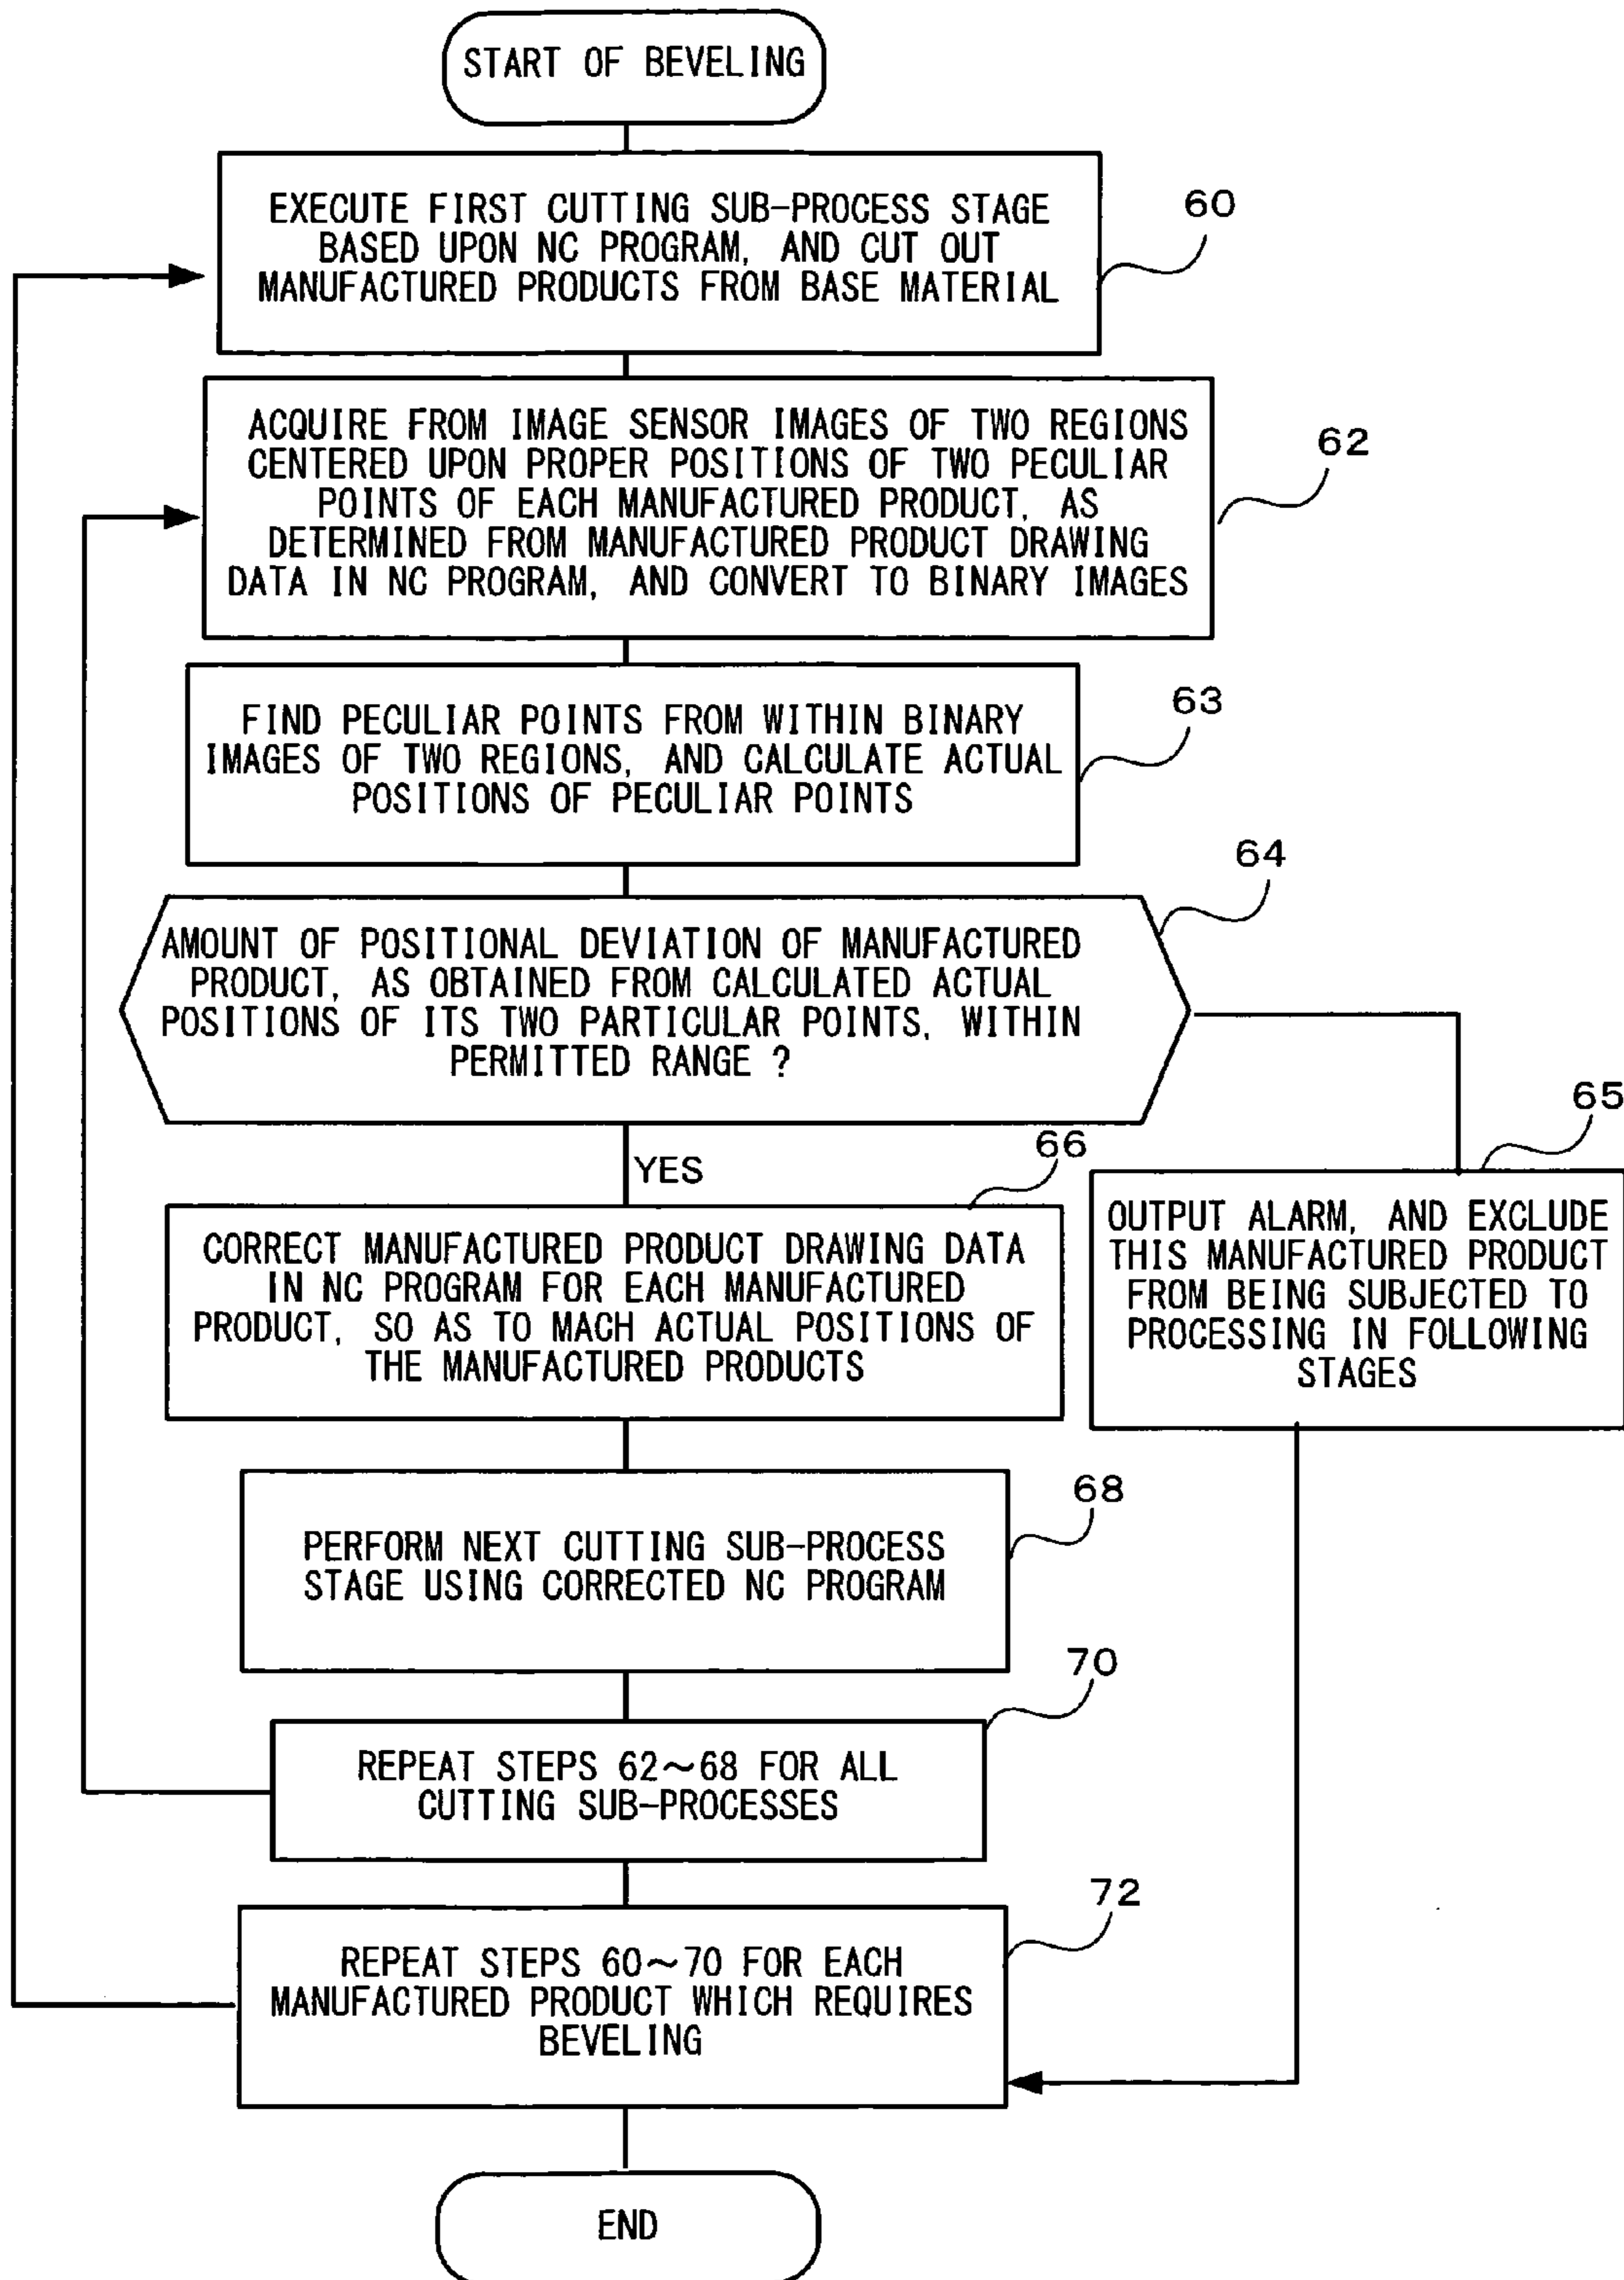 START OF BEVELING
EXECUTE FIRST CUTTING SUB-PROCESS STAGE
BASED UPON NC PROGRAM, AND CUT OUT
MANUFACTURED PRODUCTS FROM BASE MATERIAL
60
ACQUIRE FROM IMAGE SENSOR IMAGES OF TWO REGIONS
CENTERED UPON PROPER POSITIONS OF TWO PECULIAR
POINTS OF EACH MANUFACTURED PRODUCT, AS
DETERMINED FROM MANUFACTURED PRODUCT DRAWING
DATA IN NC PROGRAM, AND CONVERT TO BINARY IMAGES
62
FIND PECULIAR POINTS FROM WITHIN BINARY
IMAGES OF TWO REGIONS, AND CALCULATE ACTUAL
POSITIONS OF PECULIAR POINTS
63
AMOUNT OF POSITIONAL DEVIATION OF MANUFACTURED
PRODUCT, AS OBTAINED FROM CALCULATED ACTUAL
POSITIONS OF ITS TWO PARTICULAR POINTS, WITHIN
PERMITTED RANGE ?
64
YES
65
OUTPUT ALARM, AND EXCLUDE
THIS MANUFACTURED PRODUCT
FROM BEING SUBJECTED TO
PROCESSING IN FOLLOWING
STAGES
66
CORRECT MANUFACTURED PRODUCT DRAWING DATA
IN NC PROGRAM FOR EACH MANUFACTURED
PRODUCT, SO AS TO MACH ACTUAL POSITIONS OF
THE MANUFACTURED PRODUCTS
68
PERFORM NEXT CUTTING SUB-PROCESS
STAGE USING CORRECTED NC PROGRAM
70
REPEAT STEPS 62～68 FOR ALL
CUTTING SUB-PROCESSES
72
REPEAT STEPS 60～70 FOR EACH
MANUFACTURED PRODUCT WHICH REQUIRES
BEVELING
END